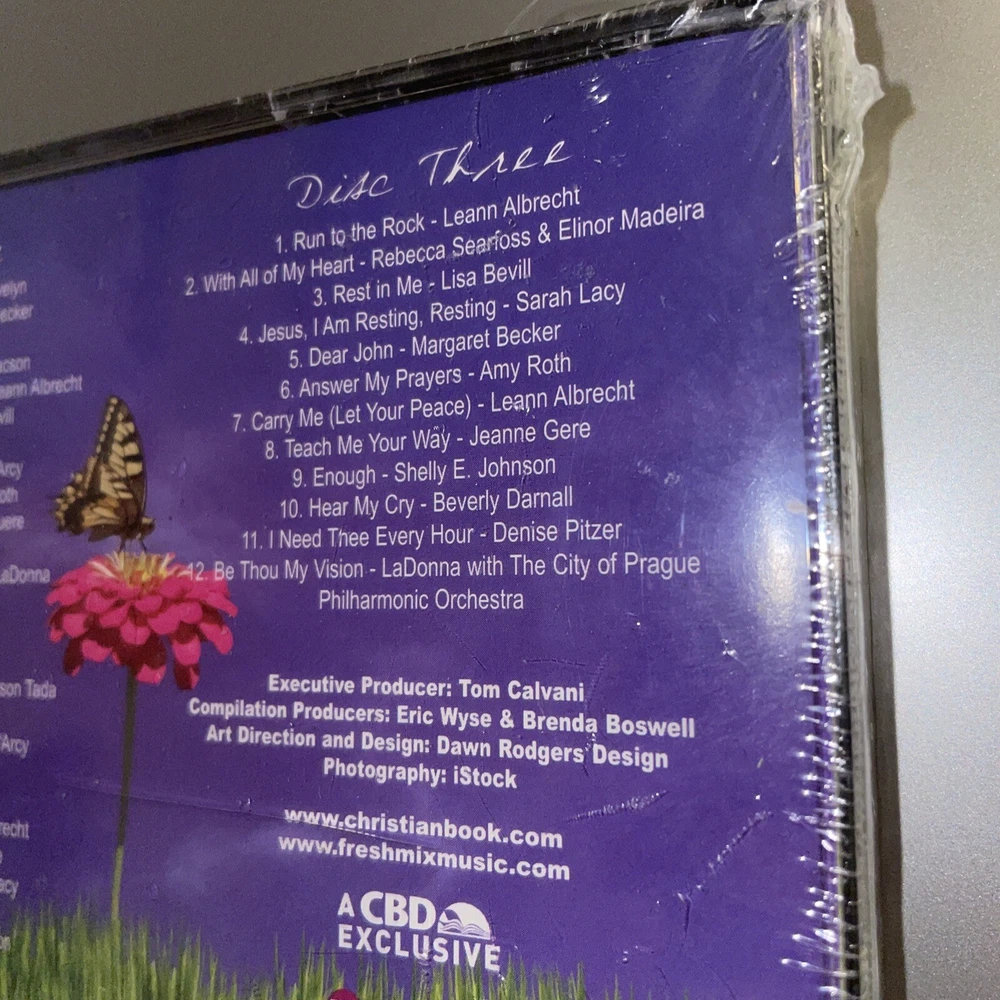 Disc Three
1. Run to the Rock - Leann Albrecht
2. With All of My Heart - Rebecca Searfoss & Elinor Madeira
3. Rest in Me - Lisa Bevill
4. Jesus, I Am Resting, Resting - Sarah Lacy
5. Dear John - Margaret Becker
6. Answer My Prayers - Amy Roth
7. Carry Me (Let Your Peace) - Leann Albrecht
8. Teach Me Your Way - Jeanne Gere
9. Enough - Shelly E. Johnson
10. Hear My Cry - Beverly Darnall
11. I Need Thee Every Hour - Denise Pitzer
12. Be Thou My Vision - LaDonna with The City of Prague
Philharmonic Orchestra
Executive Producer: Tom Calvani
Compilation Producers: Eric Wyse & Brenda Boswell
Art Direction and Design: Dawn Rodgers Design
Photography: iStock
www.christianbook.com
www.freshmixmusic.com
A CBD
EXCLUSIVE
Albrecht
LaDonna
Tada